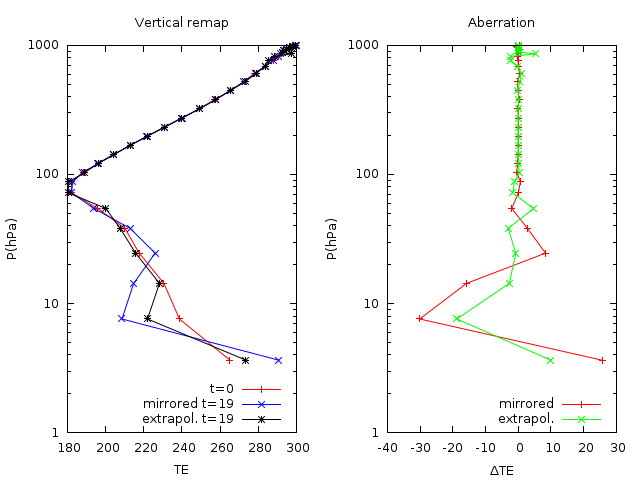 Vertical remap
1000
100
10
1
P(hPa)
t=0
mirrored t=19
extrapol. t=19
180 200 220 240 260 280 300
TE
Aberration
1000
100
10
1
P(hPa)
mirrored
extrapol.
-40 -30 -20 -10 0 10 20 30
ΔTE